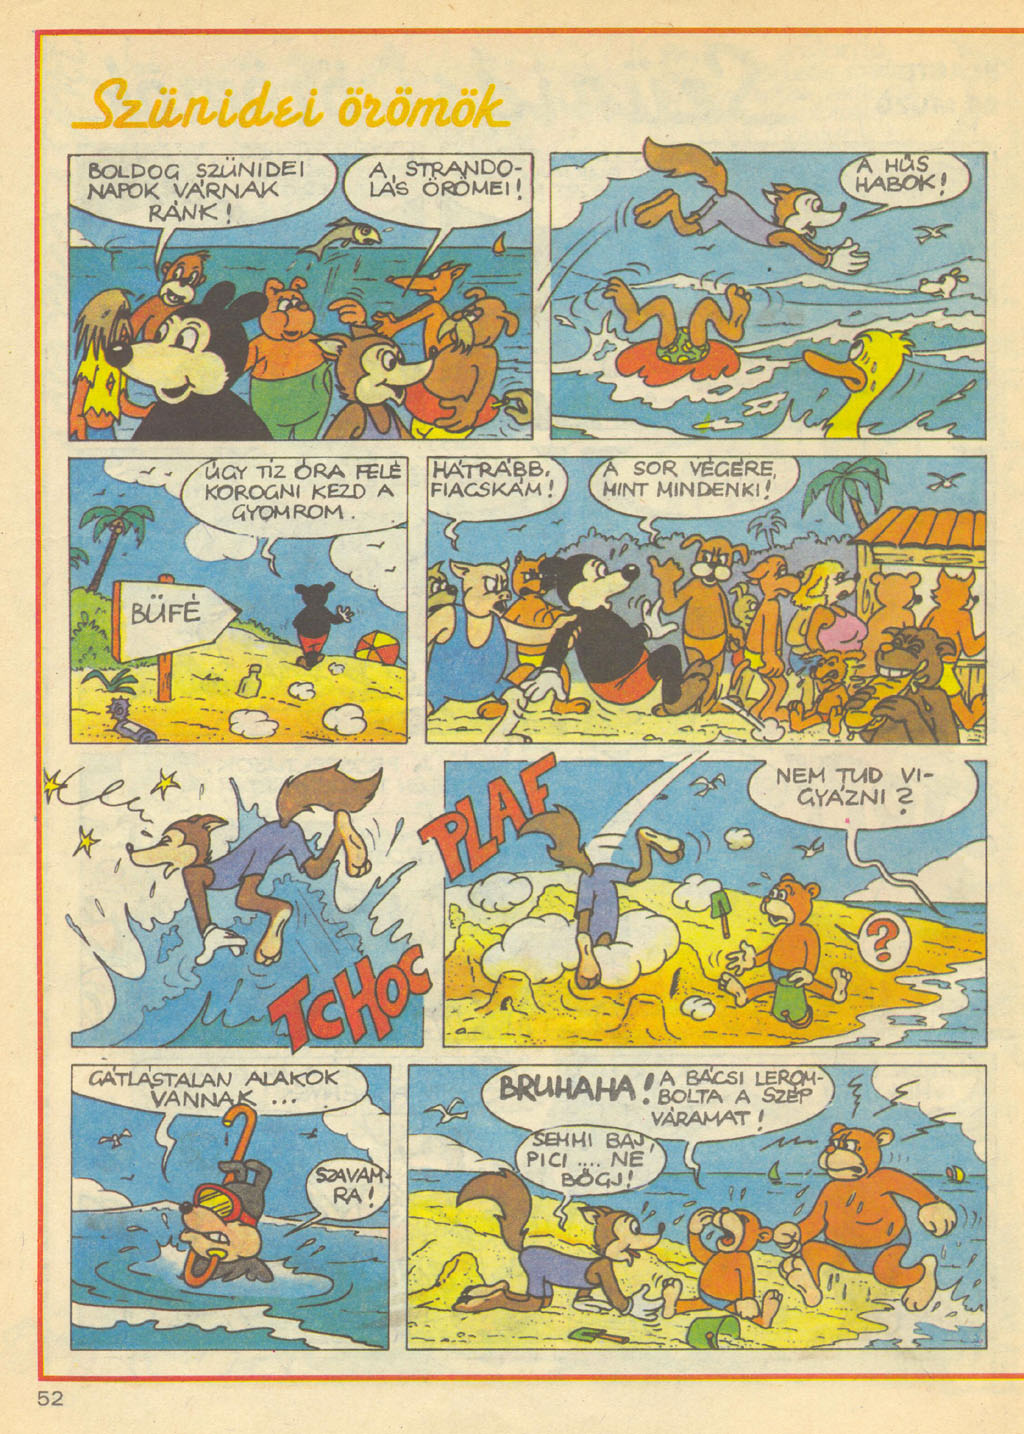 Szünidei örömök
BOLDOG SZÜNIDEI
NAPOK VÁRNAK
RÁNK!
A STRANDO-
LÁS ÖRÖMEI!
A HŰS
HABOK!
ÚGY TÍZ ÓRA FELÉ
KOROGNI KEZD A
GYOMROM.
BÜFÉ
HÁTRÁBB,
FIACSKÁM!
A SOR VÉGÉRE,
MINT MINDENKI!
TCHOC
PLAF
NEM TUD VI-
GYÁZNI?
?
GÁTLÁSTALAN ALAKOK
VANNAK ...
SZAVAM-
RA!
BRUHAHA! A BÁCSI LEROM-
BOLTA A SZÉP
VÁRAMAT!
SEMMI BAJ,
PICI .... NE
BŐGJ!
52